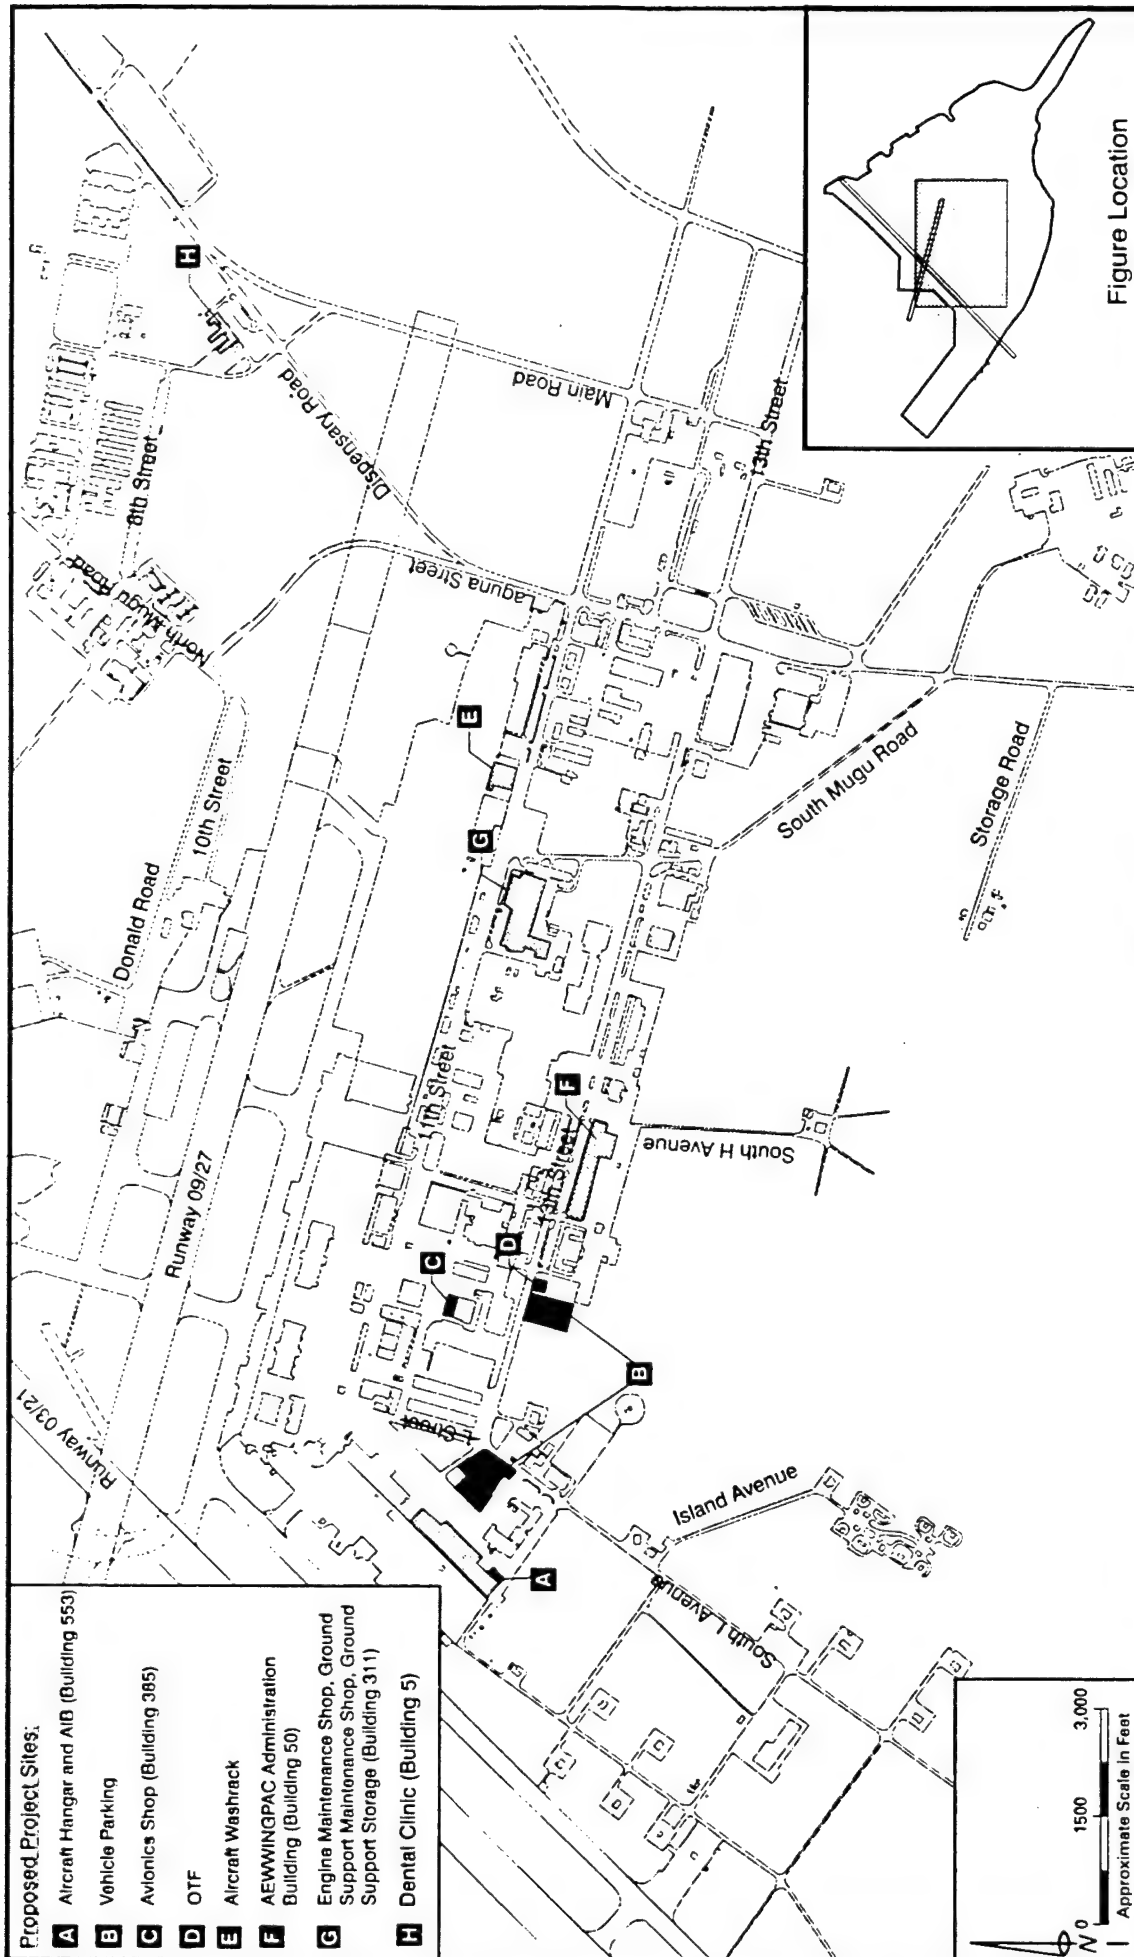 Proposed Project Sites:
A Aircraft Hangar and AIB (Building 553)
B Vehicle Parking
C Avionics Shop (Building 385)
D OTF
E Aircraft Washrack
F AEWWINGPAC Administration
Building (Building 50)
G Engine Maintenance Shop, Ground
Support Maintenance Shop, Ground
Support Storage (Building 311)
H Dental Clinic (Building 5)
Runway 03/21
Runway 09/27
Donald Road
10th Street
North Mugu Road
8th Street
Dispensary Road
H
Laguna Street
Main Road
11th Street
E
G
C
D
13th Street
F
B
A
Street
13th Street
South H Avenue
South Mugu Road
Storage Road
Island Avenue
South L Avenue
N
0 1500 3,000
Approximate Scale in Feet
Figure Location